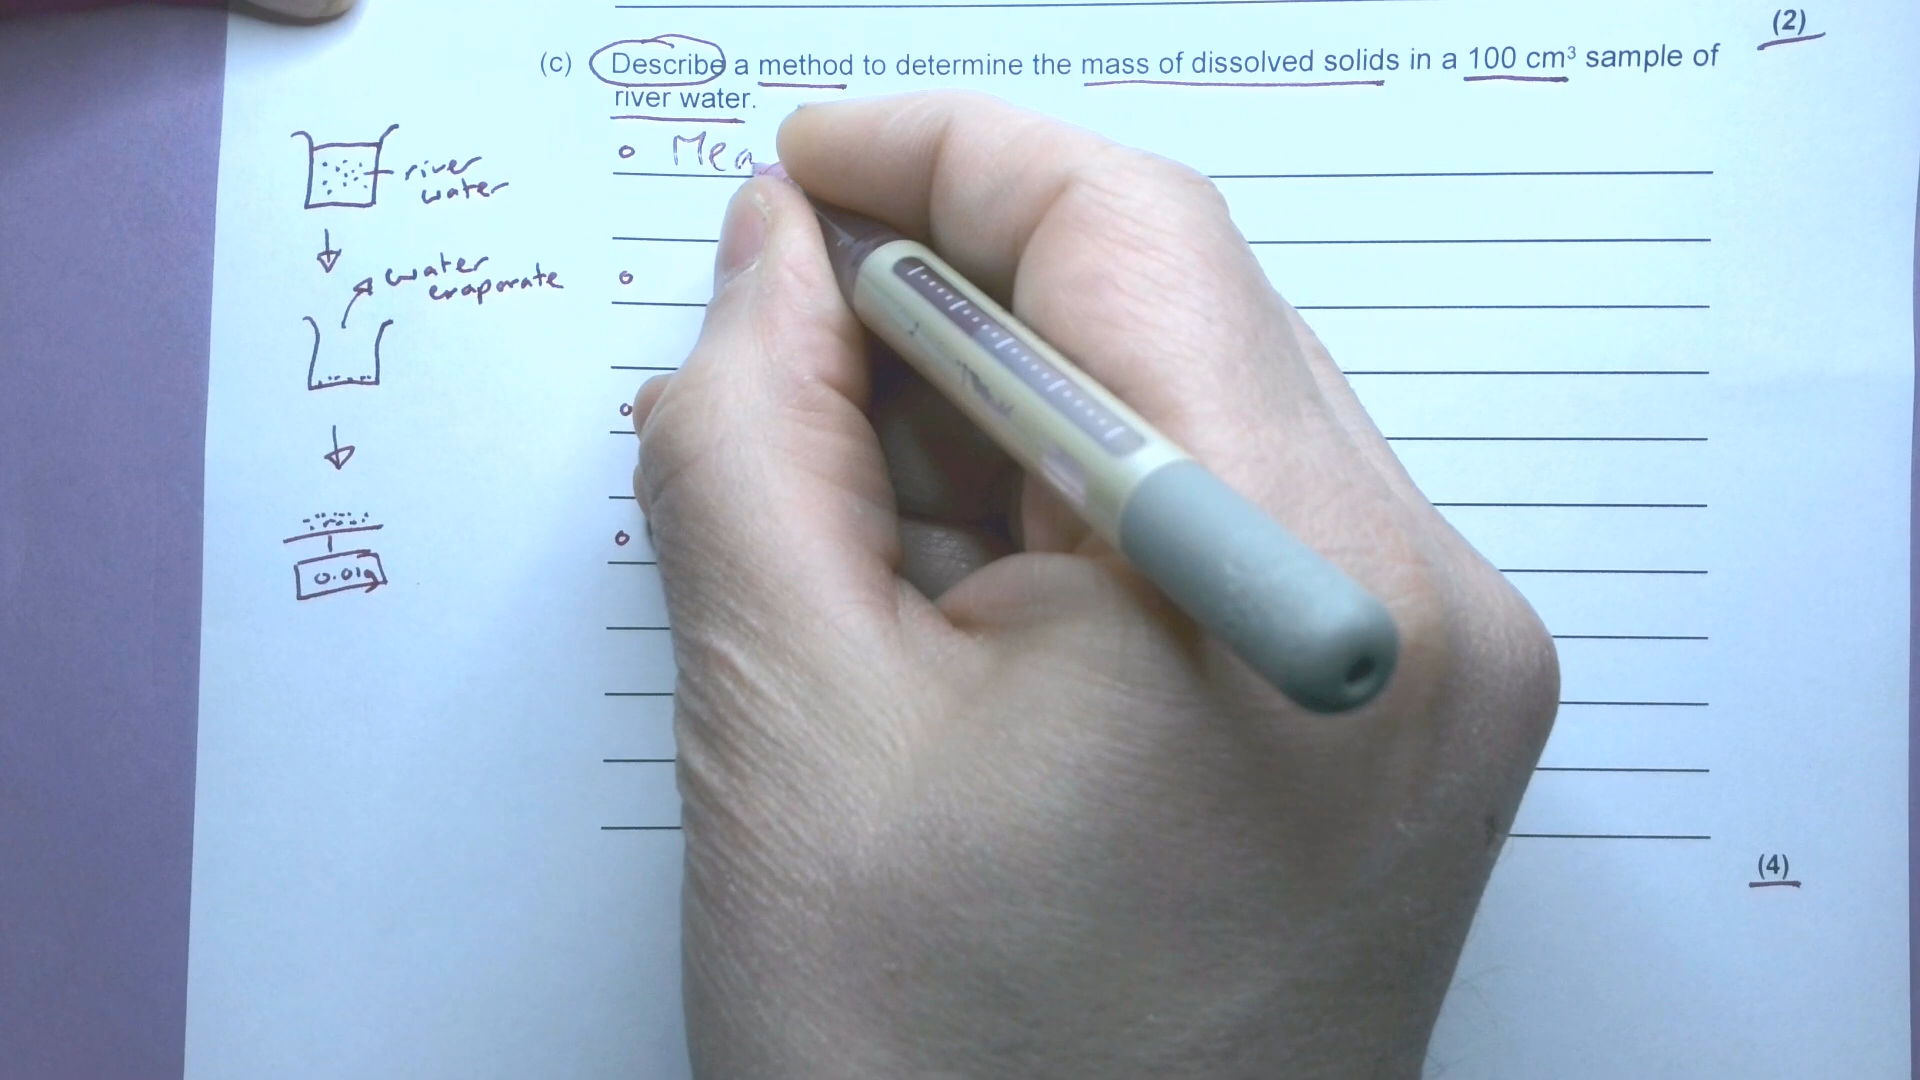 (2)
(c) Describe a method to determine the mass of dissolved solids in a 100 cm³ sample of
river water.
Mea
river
water
water
evaporate
0.01g
(4)